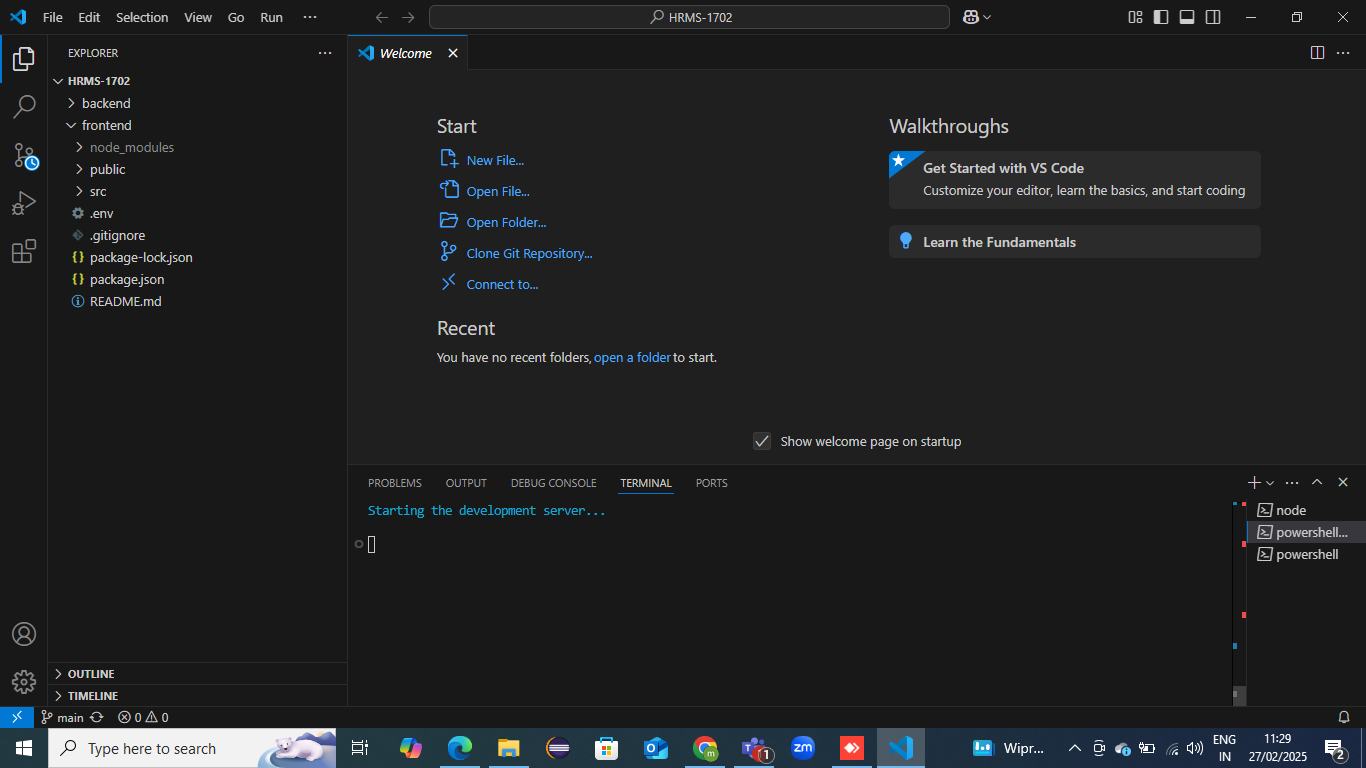 File Edit Selection View Go Run ···
HRMS-1702
EXPLORER
HRMS-1702
backend
frontend
node_modules
public
src
.env
.gitignore
package-lock.json
package.json
README.md
OUTLINE
TIMELINE
Welcome
Start
New File...
Open File...
Open Folder...
Clone Git Repository...
Connect to...
Recent
You have no recent folders, open a folder to start.
Walkthroughs
Get Started with VS Code
Customize your editor, learn the basics, and start coding
Learn the Fundamentals
Show welcome page on startup
PROBLEMS OUTPUT DEBUG CONSOLE TERMINAL PORTS
Starting the development server...
node
powershell...
powershell
main 0 0
Type here to search
m
1
zm
Wipr...
ENG
IN
11:29
27/02/2025
2